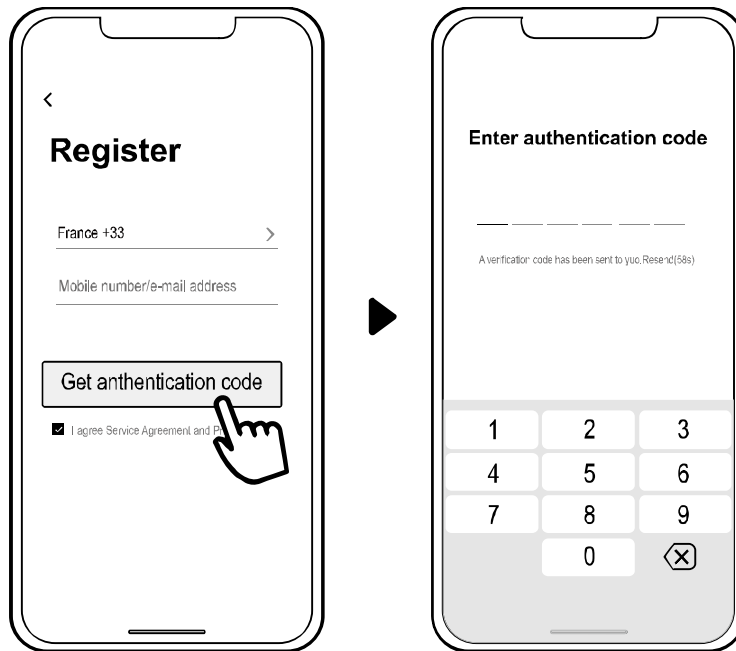 Register
France +33
Mobile number/e-mail address
Get anthentication code
I agree Service Agreement and
Enter authentication code
A verification code has been sent to yuo.Resend(58s)
1 2 3
4 5 6
7 8 9
0